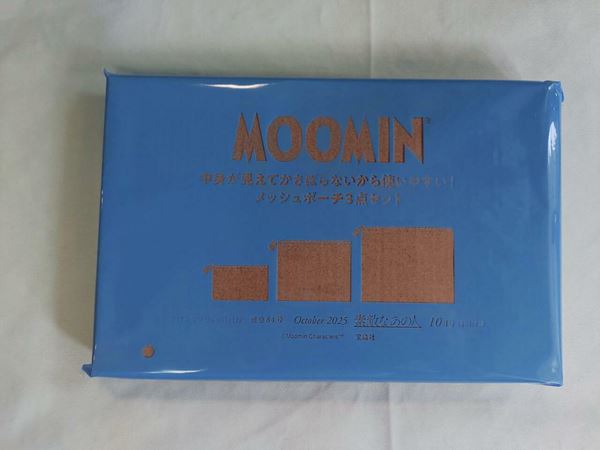 MOOMIN
中身が見えてかさばらないから使いやすい!
メッシュポーチ3点セット
October 2025 素敵なあの人 10月号
©Moomin Characters™ 宝島社